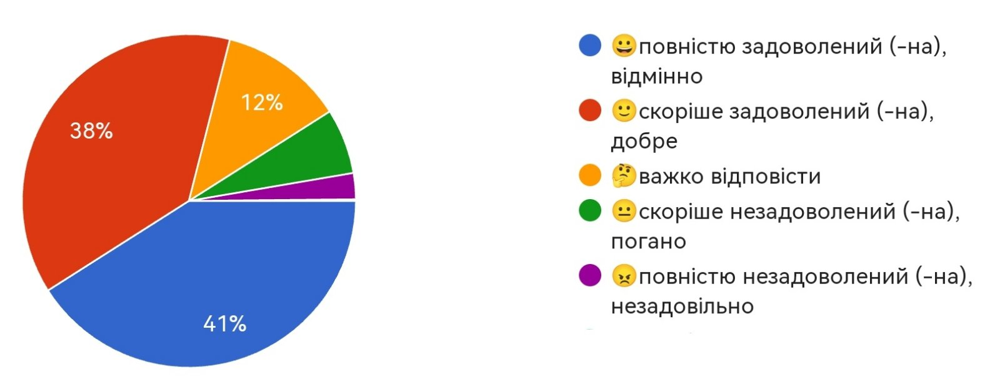 12%
38%
41%
😀повністю задоволений (-на),
відмінно
🙂скоріше задоволений (-на),
добре
🤔важко відповісти
😐скоріше незадоволений (-на),
погано
😠повністю незадоволений (-на),
незадовільно